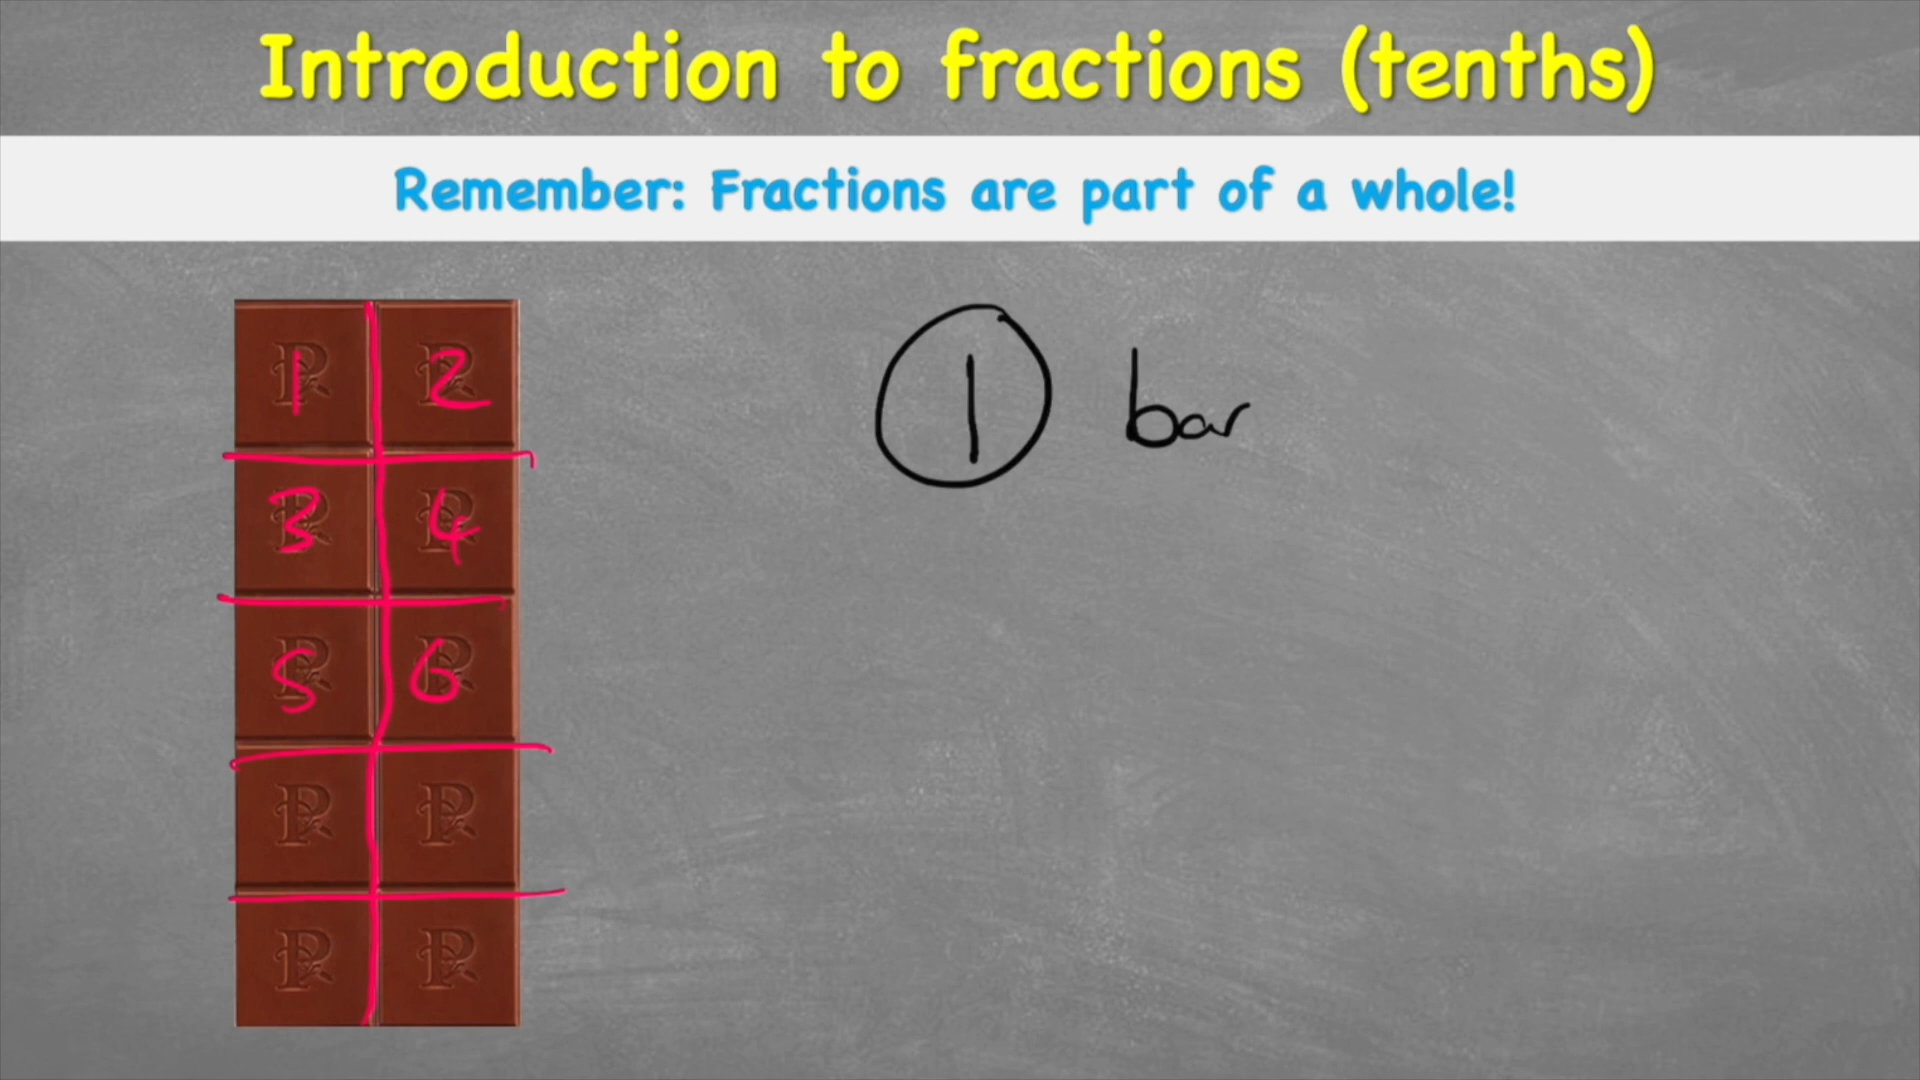 Introduction to fractions (tenths)
Remember: Fractions are part of a whole!
1 2
3 4
5 6
1 bar